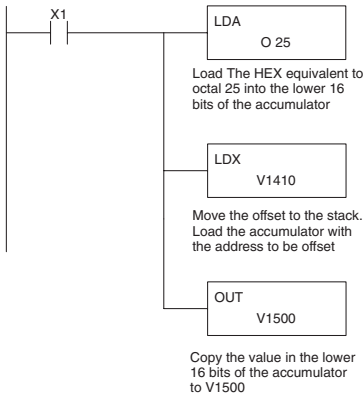 X1
LDA
O 25
Load The HEX equivalent to
octal 25 into the lower 16
bits of the accumulator
LDX
V1410
Move the offset to the stack.
Load the accumulator with
the address to be offset
OUT
V1500
Copy the value in the lower
16 bits of the accumulator
to V1500